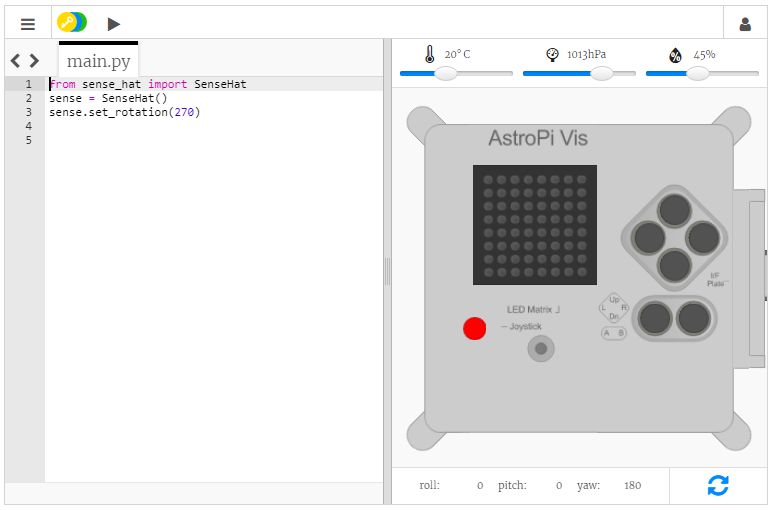 main.py
1 from sense_hat import SenseHat
2 sense = SenseHat()
3 sense.set_rotation(270)
4
5
20°C 1013hPa 45%
AstroPi Vis
I/F
Plate
LED Matrix
Up
L R
Dn
Joystick
A B
roll: 0 pitch: 0 yaw: 180